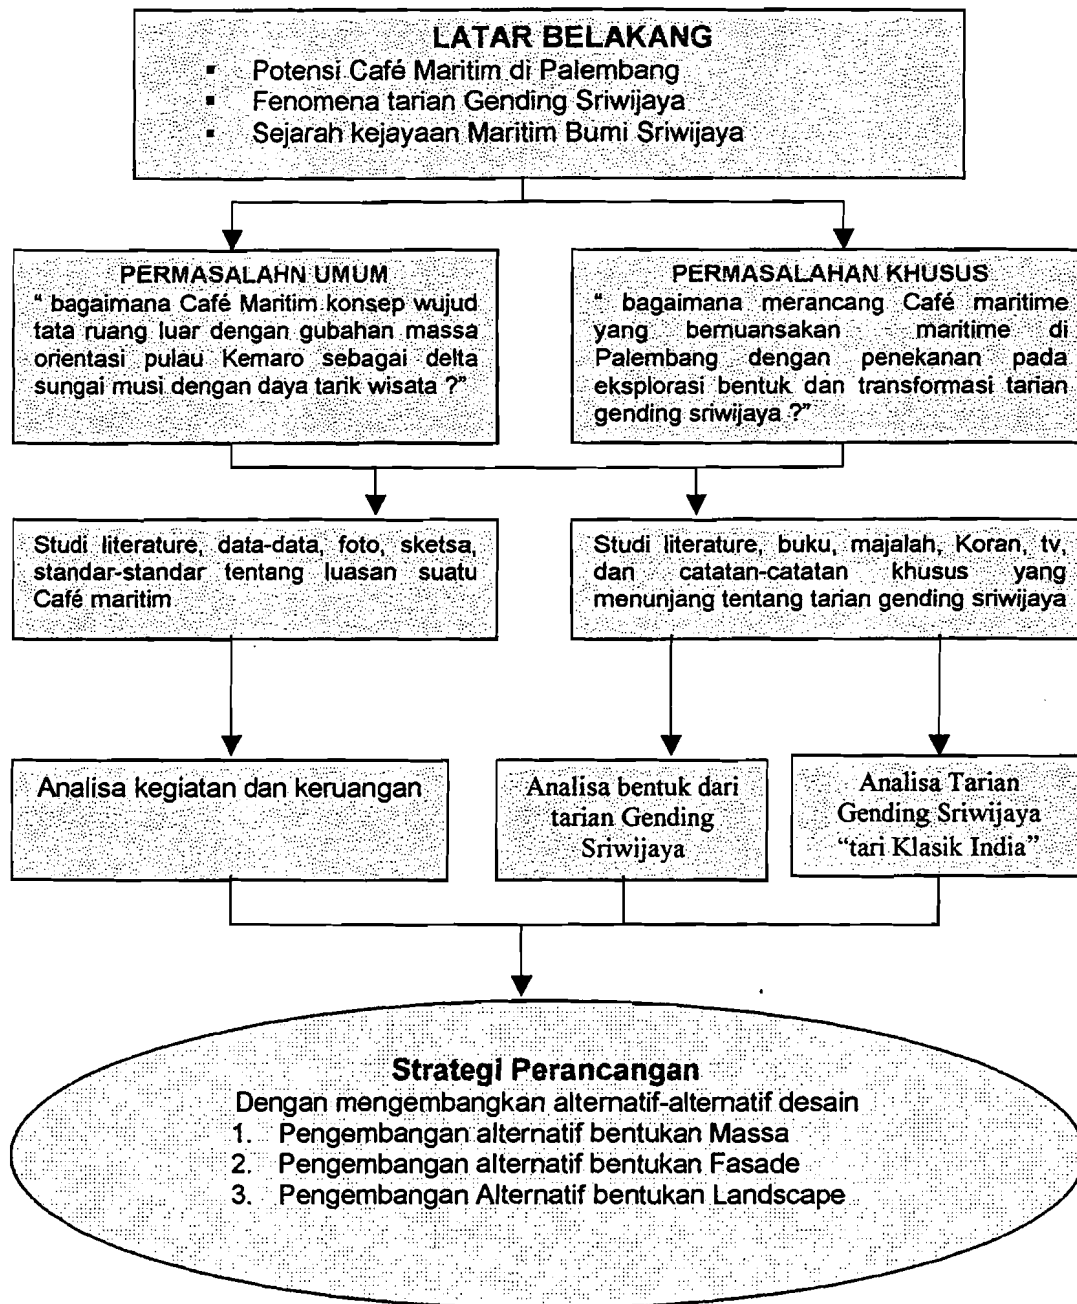 LATAR BELAKANG
▪ Potensi Café Maritim di Palembang
▪ Fenomena tarian Gending Sriwijaya
▪ Sejarah kejayaan Maritim Bumi Sriwijaya
PERMASALAHN UMUM
“ bagaimana Café Maritim konsep wujud
tata ruang luar dengan gubahan massa
orientasi pulau Kemaro sebagai delta
sungai musi dengan daya tarik wisata ?”
PERMASALAHAN KHUSUS
“ bagaimana merancang Café maritime
yang bernuansakan maritime di
Palembang dengan penekanan pada
eksplorasi bentuk dan transformasi tarian
gending sriwijaya ?”
Studi literature, data-data, foto, sketsa,
standar-standar tentang luasan suatu
Café maritim
Studi literature, buku, majalah, Koran, tv,
dan catatan-catatan khusus yang
menunjang tentang tarian gending sriwijaya
Analisa kegiatan dan keruangan
Analisa bentuk dari
tarian Gending
Sriwijaya
Analisa Tarian
Gending Sriwijaya
“tari Klasik India”
Strategi Perancangan
Dengan mengembangkan alternatif-alternatif desain
1. Pengembangan alternatif bentukan Massa
2. Pengembangan alternatif bentukan Fasade
3. Pengembangan Alternatif bentukan Landscape